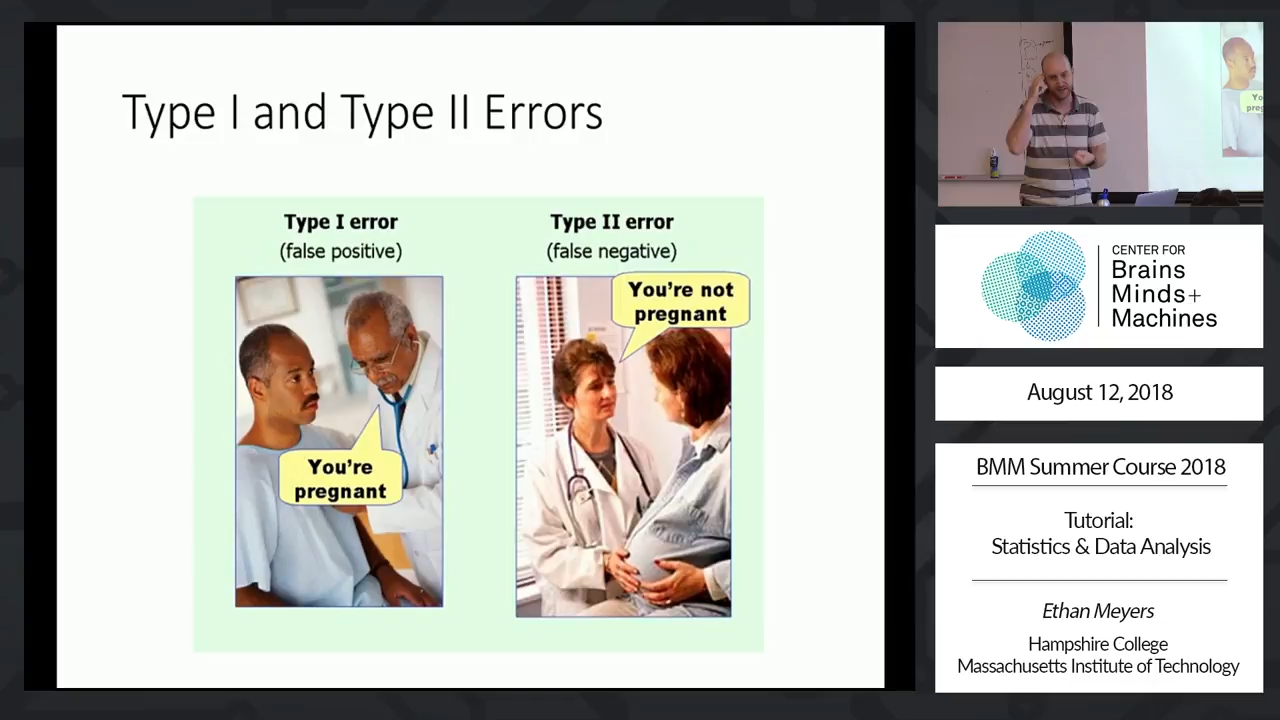 Type I and Type II Errors
Type I error
(false positive)
You're
pregnant
Type II error
(false negative)
You're not
pregnant
CENTER FOR
Brains
Minds+
Machines
August 12, 2018
BMM Summer Course 2018
Tutorial:
Statistics & Data Analysis
Ethan Meyers
Hampshire College
Massachusetts Institute of Technology